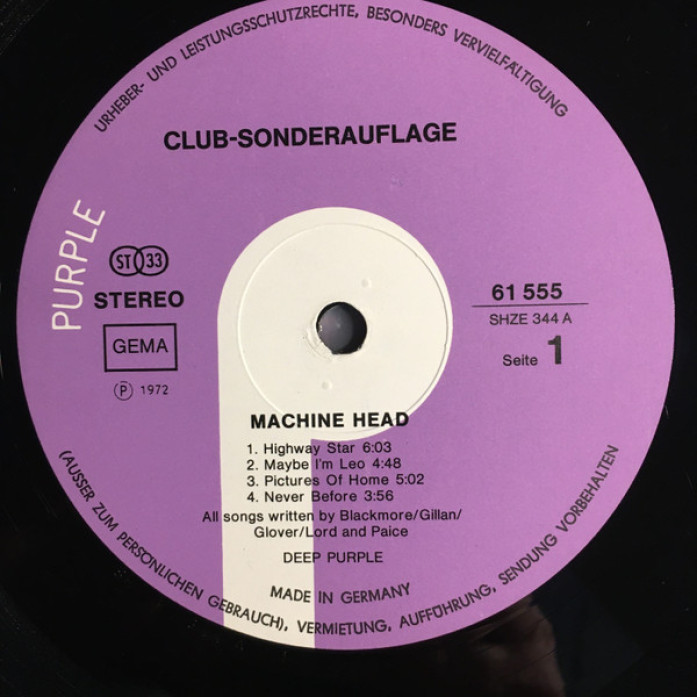 URHEBER- UND LEISTUNGSSCHUTZRECHTE, BESONDERS VERVIELFÄLTIGUNG
CLUB-SONDERAUFLAGE
PURPLE
ST 33
STEREO
GEMA
Ⓟ 1972
61 555
SHZE 344 A
Seite 1
MACHINE HEAD
1. Highway Star 6:03
2. Maybe I'm Leo 4:48
3. Pictures Of Home 5:02
4. Never Before 3:56
All songs written by Blackmore/Gillan/
Glover/Lord and Paice
DEEP PURPLE
MADE IN GERMANY
(AUSSER ZUM PERSÖNLICHEN GEBRAUCH), VERMIETUNG, AUFFÜHRUNG, SENDUNG VORBEHALTEN